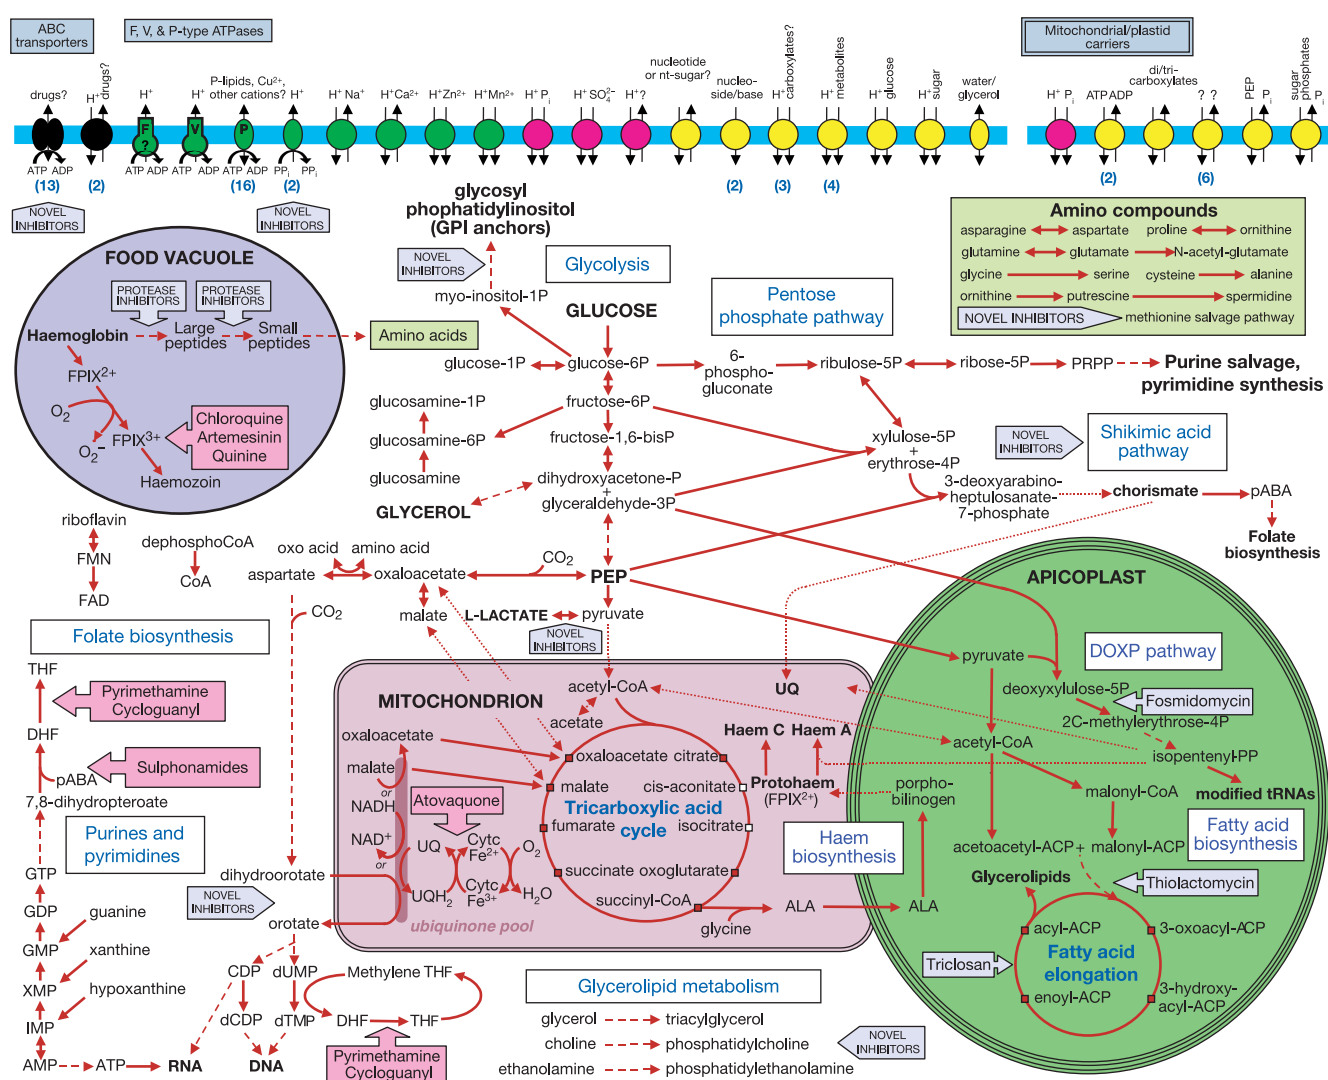 ABC
transporters
F, V, & P-type ATPases
Mitochondrial/plastid
carriers
drugs?
H⁺
drugs?
H⁺
H⁺
P-lipids, Cu²⁺,
other cations?
H⁺
H⁺ Na⁺
H⁺ Ca²⁺
H⁺ Zn²⁺
H⁺ Mn²⁺
H⁺ Pᵢ
H⁺ SO₄²⁻
H⁺ ?
nucleotide
or nt-sugar?
nucleo-
side/base
H⁺
carboxylates?
H⁺
metabolites
H⁺
glucose
H⁺
sugar
water/
glycerol
H⁺ Pᵢ
ATP ADP
di/tri-
carboxylates
? ?
PEP
Pᵢ
sugar
phosphates
Pᵢ
F
?
V
P
ATP ADP
ATP ADP
ATP ADP
ATP ADP
PPᵢ
Pᵢ
(13)
(2)
(16)
(2)
(2)
(3)
(4)
(2)
(6)
NOVEL
INHIBITORS
NOVEL
INHIBITORS
FOOD VACUOLE
PROTEASE
INHIBITORS
PROTEASE
INHIBITORS
Haemoglobin
Large
peptides
Small
peptides
Amino acids
FPIX²⁺
O₂
O₂⁻
FPIX³⁺
Chloroquine
Artemesinin
Quinine
Haemozoin
glycosyl
phophatidylinositol
(GPI anchors)
NOVEL
INHIBITORS
Glycolysis
myo-inositol-1P
GLUCOSE
glucose-1P
glucose-6P
6-
phospho-
gluconate
ribulose-5P
ribose-5P
PRPP
Purine salvage,
pyrimidine synthesis
Pentose
phosphate pathway
Amino compounds
asparagine
aspartate
proline
ornithine
glutamine
glutamate
N-acetyl-glutamate
glycine
serine
cysteine
alanine
ornithine
putrescine
spermidine
NOVEL INHIBITORS
methionine salvage pathway
glucosamine-1P
fructose-6P
glucosamine-6P
fructose-1,6-bisP
glucosamine
dihydroxyacetone-P
+
glyceraldehyde-3P
GLYCEROL
xylulose-5P
+
erythrose-4P
NOVEL
INHIBITORS
Shikimic acid
pathway
3-deoxyarabino-
heptulosanate-
7-phosphate
chorismate
pABA
Folate
biosynthesis
riboflavin
FMN
FAD
dephosphoCoA
CoA
oxo acid
amino acid
aspartate
oxaloacetate
CO₂
PEP
CO₂
malate
L-LACTATE
pyruvate
NOVEL
INHIBITORS
Folate biosynthesis
THF
Pyrimethamine
Cycloguanyl
DHF
pABA
Sulphonamides
7,8-dihydropteroate
Purines and
pyrimidines
GTP
GDP
guanine
GMP
xanthine
XMP
hypoxanthine
IMP
AMP
ATP
RNA
DNA
dihydroorotate
NOVEL
INHIBITORS
orotate
CDP
dUMP
dCDP
dTMP
Methylene THF
DHF
THF
Pyrimethamine
Cycloguanyl
MITOCHONDRION
acetyl-CoA
acetate
UQ
oxaloacetate
malate
or
NADH
NAD⁺
or
Atovaquone
UQ
UQH₂
Cytc
Fe²⁺
Cytc
Fe³⁺
O₂
H₂O
ubiquinone pool
oxaloacetate
citrate
malate
cis-aconitate
Tricarboxylic acid
cycle
fumarate
isocitrate
succinate
oxoglutarate
succinyl-CoA
glycine
ALA
ALA
Haem C
Haem A
Protohaem
(FPIX²⁺)
porpho-
bilinogen
Haem
biosynthesis
APICOPLAST
pyruvate
DOXP pathway
deoxyxylulose-5P
Fosmidomycin
2C-methylerythrose-4P
acetyl-CoA
isopentenyl-PP
malonyl-CoA
modified tRNAs
Fatty acid
biosynthesis
acetoacetyl-ACP
+
malonyl-ACP
Glycerolipids
Thiolactomycin
acyl-ACP
3-oxoacyl-ACP
Triclosan
Fatty acid
elongation
enoyl-ACP
3-hydroxy-
acyl-ACP
Glycerolipid metabolism
glycerol
triacylglycerol
choline
phosphatidylcholine
ethanolamine
phosphatidylethanolamine
NOVEL
INHIBITORS